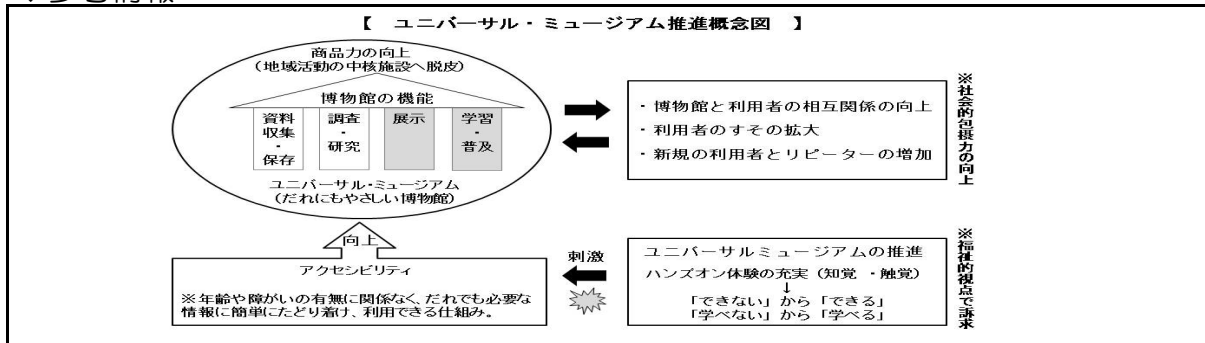 【 ユニバーサル・ミュージアム推進概念図 】
商品力の向上
(地域活動の中核施設へ脱皮)
博物館の機能
資料
収集
・
保存
調査
・
研究
展示
学習
・
普及
ユニバーサル・ミュージアム
(だれにもやさしい博物館)
・博物館と利用者の相互関係の向上
・利用者のすその拡大
・新規の利用者とリピーターの増加
※社会的包摂力の向上
向上
アクセシビリティ
※年齢や障がいの有無に関係なく、だれでも必要な
情報に簡単にたどり着け、利用できる仕組み。
刺激
ユニバーサルミュージアムの推進
ハンズオン体験の充実(知覚・触覚)
↓
「できない」から「できる」
「学べない」から「学べる」
※福祉的視点で訴求